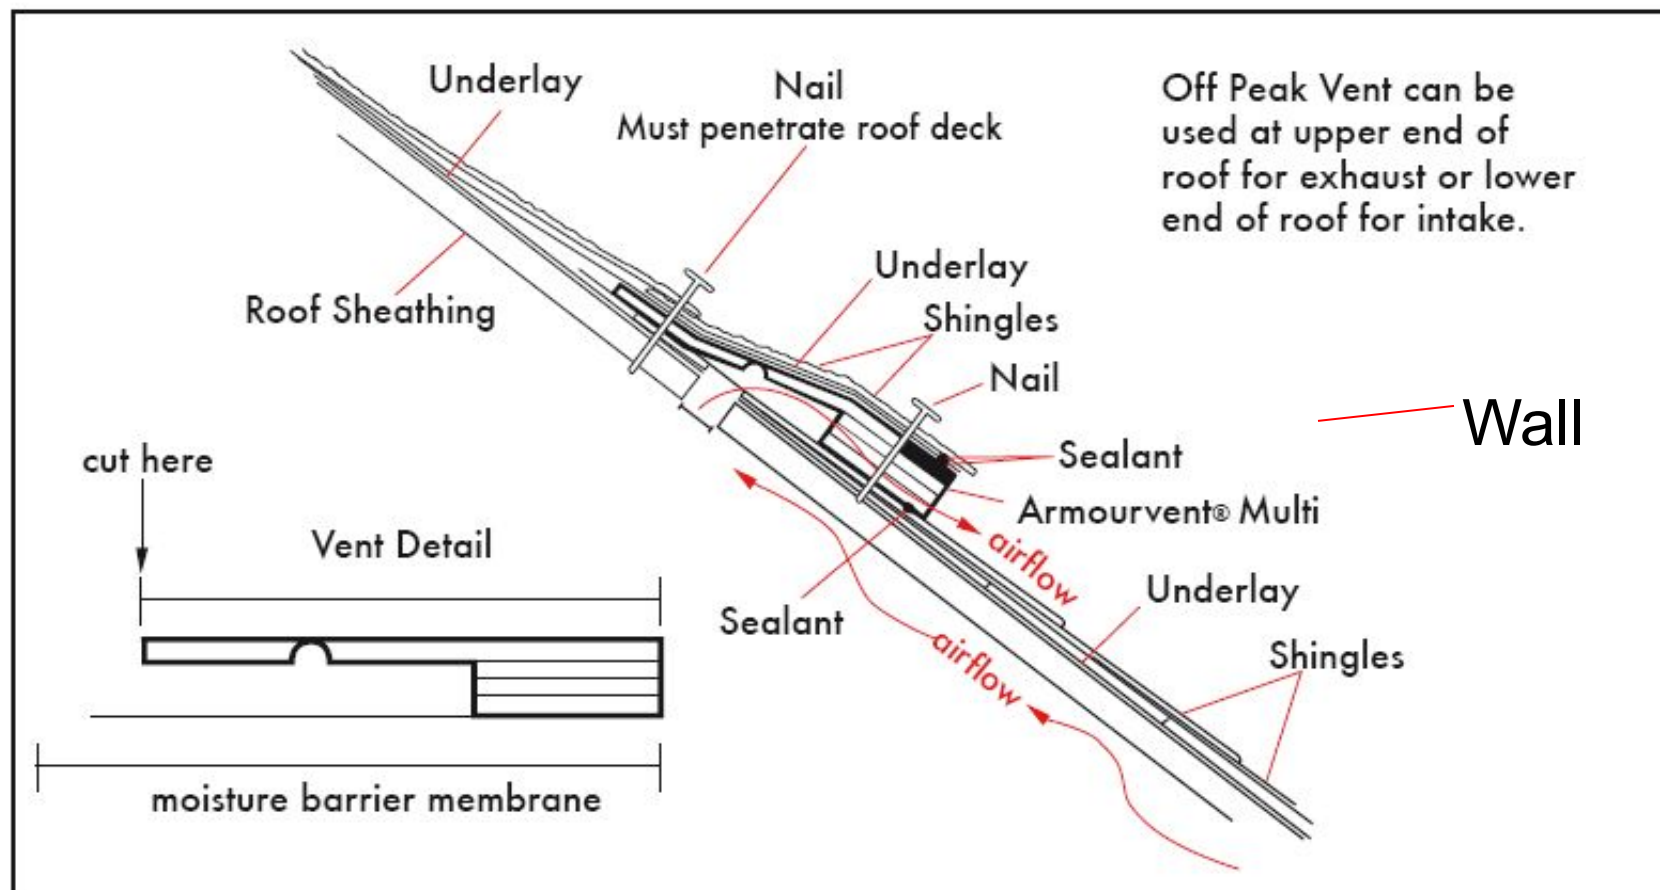 Underlay
Nail
Must penetrate roof deck
Off Peak Vent can be
used at upper end of
roof for exhaust or lower
end of roof for intake.
Underlay
Roof Sheathing
Shingles
Nail
Wall
Sealant
cut here
Armourvent® Multi
Vent Detail
airflow
Underlay
Sealant
airflow
Shingles
moisture barrier membrane